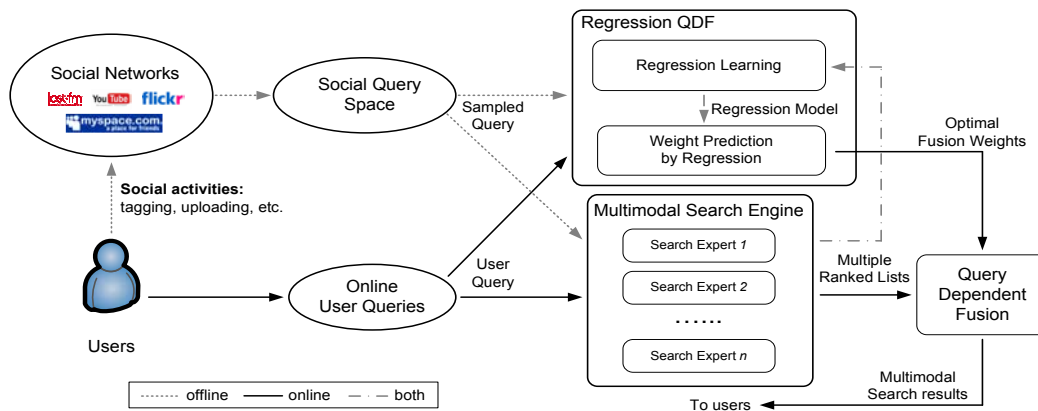 Social Networks
last.fm
YouTube
flickr
myspace.com.
a place for friends
Social activities:
tagging, uploading, etc.
Users
Social Query
Space
Sampled
Query
Online
User Queries
User
Query
Regression QDF
Regression Learning
Regression Model
Weight Prediction
by Regression
Optimal
Fusion Weights
Multimodal Search Engine
Search Expert 1
Search Expert 2
......
Search Expert n
Multiple
Ranked Lists
Query
Dependent
Fusion
Multimodal
Search results
To users
offline
online
both